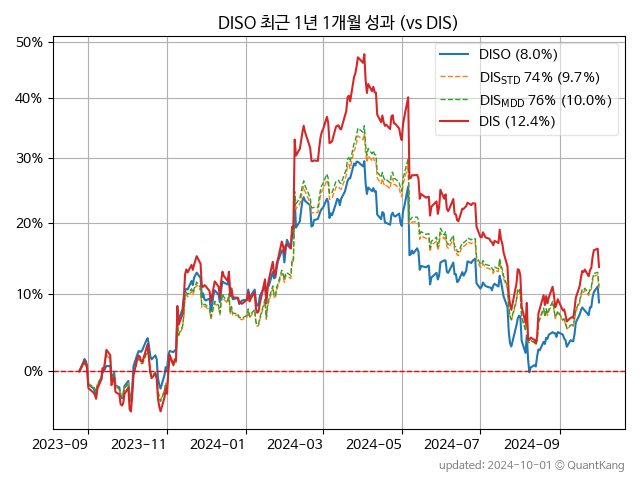 DISO 최근 1년 1개월 성과 (vs DIS)
50%
40%
30%
20%
10%
0%
DISO (8.0%)
DIS_STD 74% (9.7%)
DIS_MDD 76% (10.0%)
DIS (12.4%)
2023-09 2023-11 2024-01 2024-03 2024-05 2024-07 2024-09
updated: 2024-10-01 © QuantKang